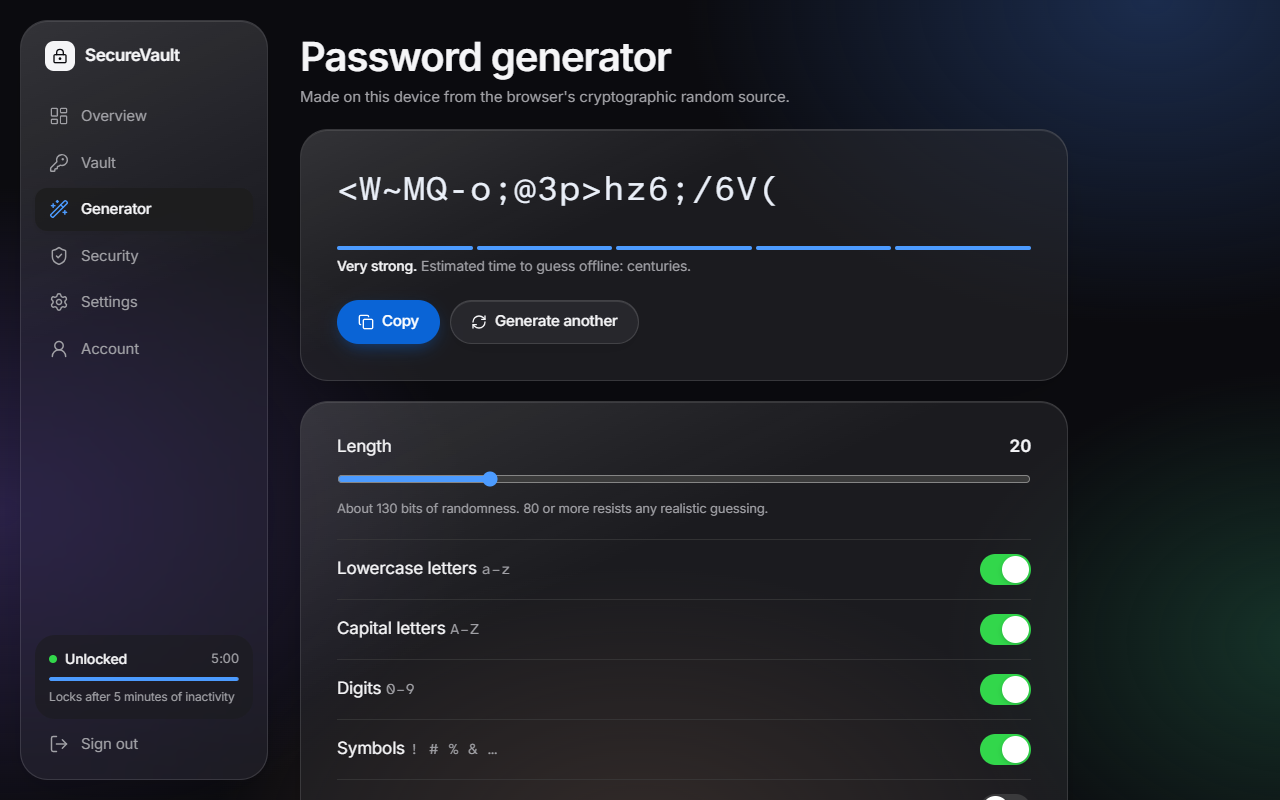 SecureVault
Overview
Vault
Generator
Security
Settings
Account
Unlocked 5:00
Locks after 5 minutes of inactivity
Sign out
Password generator
Made on this device from the browser's cryptographic random source.
<W~MQ-o;@3p>hz6;/6V(
Very strong. Estimated time to guess offline: centuries.
Copy
Generate another
Length 20
About 130 bits of randomness. 80 or more resists any realistic guessing.
Lowercase letters a–z
Capital letters A–Z
Digits 0–9
Symbols ! # % & …